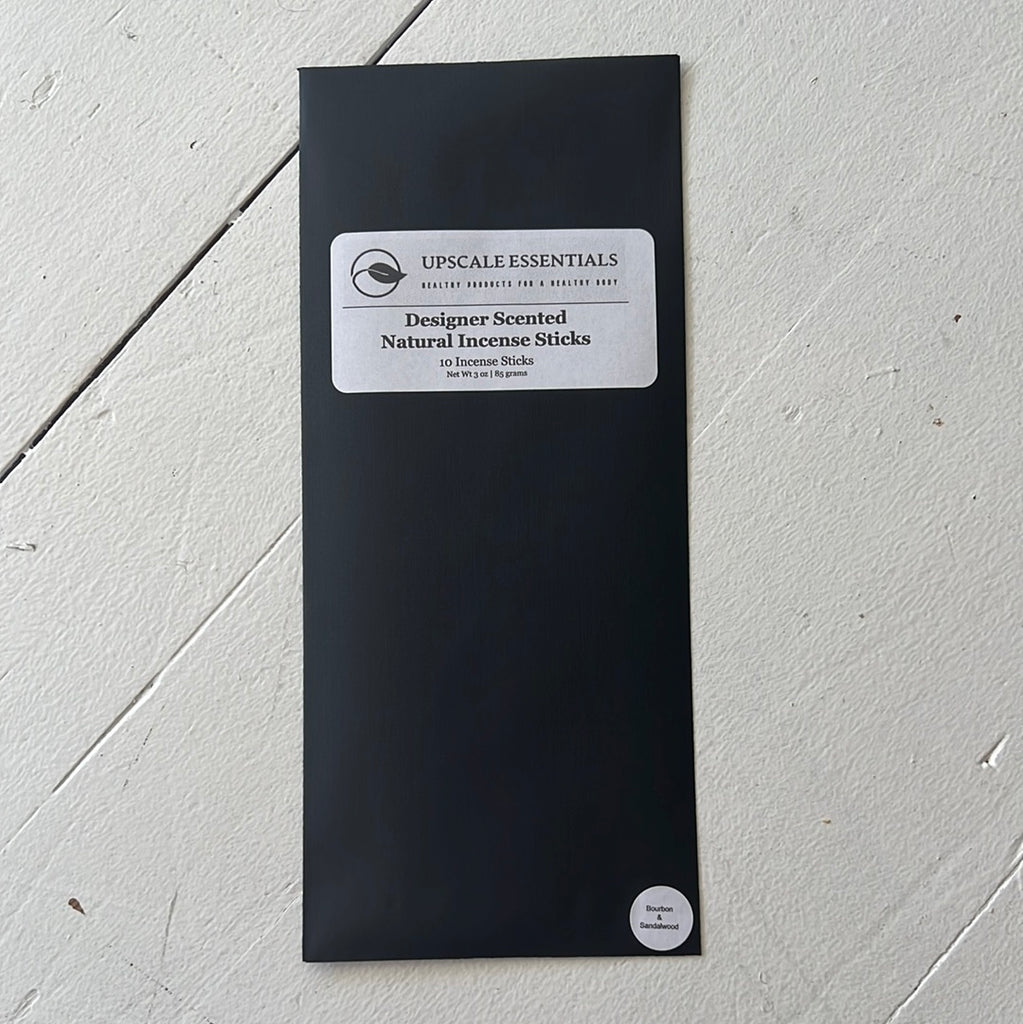 UPSCALE ESSENTIALS
HEALTHY PRODUCTS FOR A HEALTHY BODY
Designer Scented
Natural Incense Sticks
10 Incense Sticks
Net Wt 3 oz | 85 grams
Bourbon
&
Sandalwood